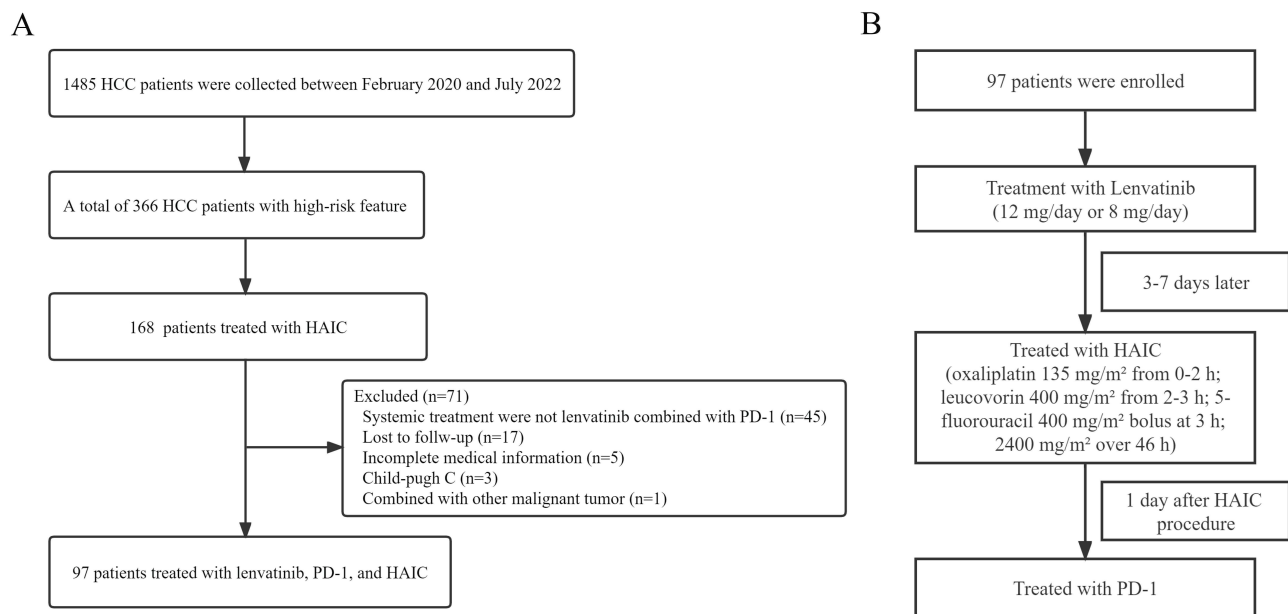 A
1485 HCC patients were collected between February 2020 and July 2022
A total of 366 HCC patients with high-risk feature
168 patients treated with HAIC
Excluded (n=71)
Systemic treatment were not lenvatinib combined with PD-1 (n=45)
Lost to follw-up (n=17)
Incomplete medical information (n=5)
Child-pugh C (n=3)
Combined with other malignant tumor (n=1)
97 patients treated with lenvatinib, PD-1, and HAIC
B
97 patients were enrolled
Treatment with Lenvatinib
(12 mg/day or 8 mg/day)
3-7 days later
Treated with HAIC
(oxaliplatin 135 mg/m² from 0-2 h;
leucovorin 400 mg/m² from 2-3 h; 5-
fluorouracil 400 mg/m² bolus at 3 h;
2400 mg/m² over 46 h)
1 day after HAIC
procedure
Treated with PD-1